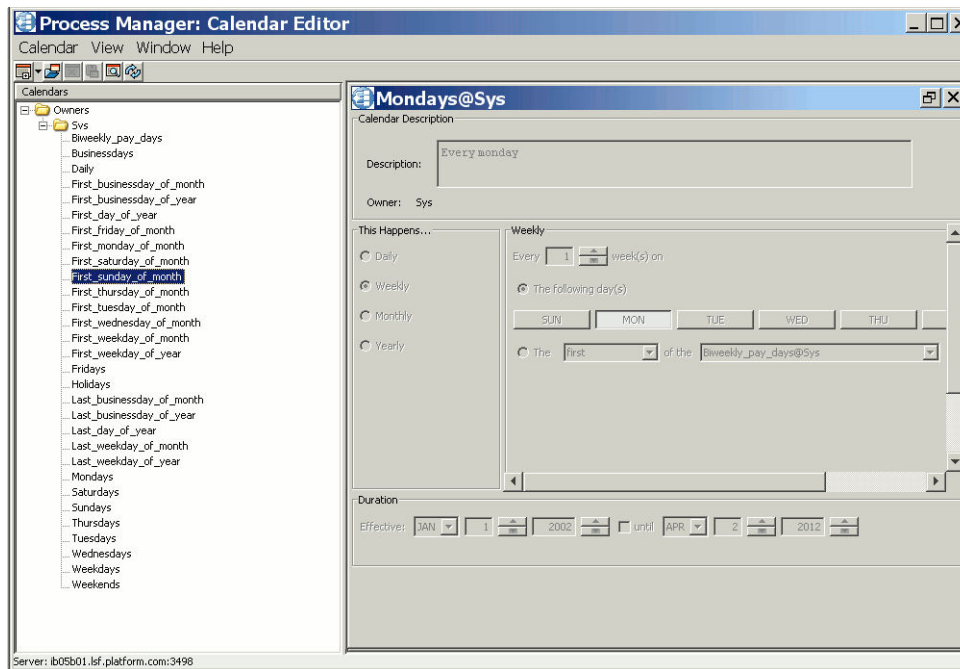 Process Manager: Calendar Editor
Calendar View Window Help
Calendars
Owners
Sys
Biweekly_pay_days
Businessdays
Daily
First_businessday_of_month
First_businessday_of_year
First_day_of_year
First_friday_of_month
First_monday_of_month
First_saturday_of_month
First_sunday_of_month
First_thursday_of_month
First_tuesday_of_month
First_wednesday_of_month
First_weekday_of_month
First_weekday_of_year
Fridays
Holidays
Last_businessday_of_month
Last_businessday_of_year
Last_day_of_year
Last_weekday_of_month
Last_weekday_of_year
Mondays
Saturdays
Sundays
Thursdays
Tuesdays
Wednesdays
Weekdays
Weekends
Mondays@Sys
Calendar Description
Description: Every monday
Owner: Sys
This Happens...
Daily
Weekly
Monthly
Yearly
Weekly
Every 1 week(s) on
The following day(s)
SUN MON TUE WED THU
The first of the Biweekly_pay_days@Sys
Duration
Effective: JAN 1 2002 until APR 2 2012
Server: ib05b01.lsf.platform.com:3498